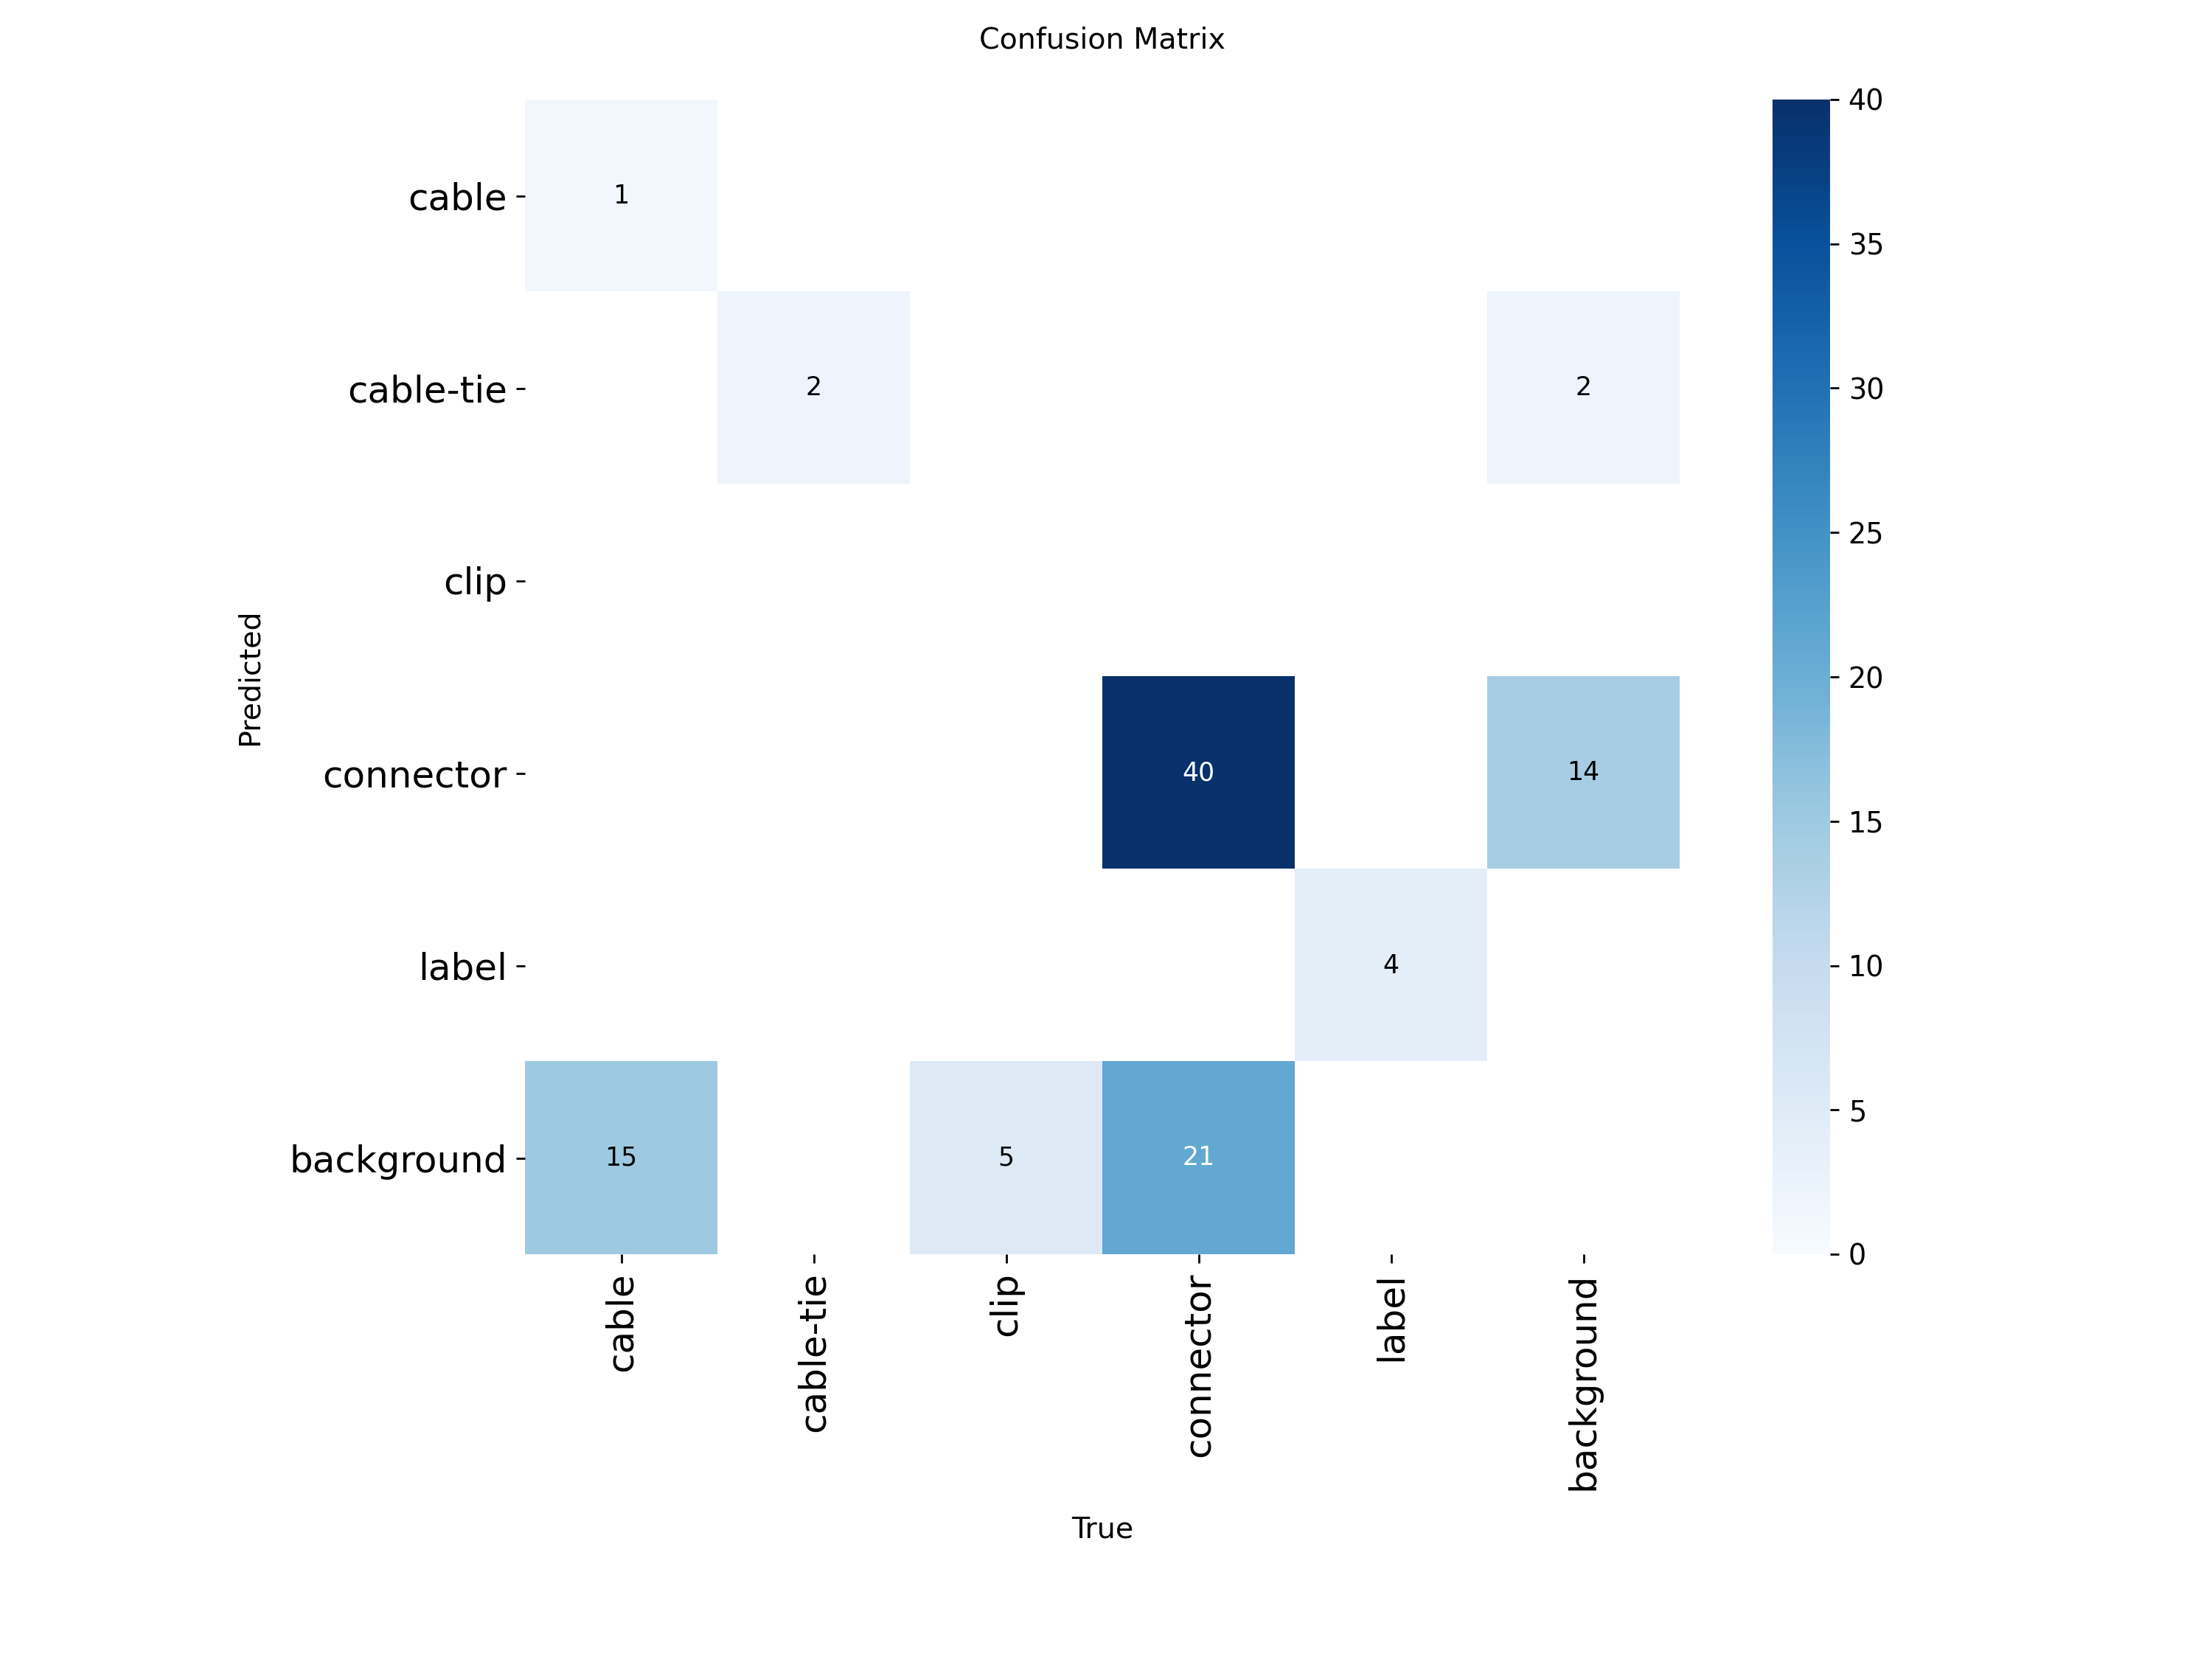 Confusion Matrix
Predicted
cable
cable-tie
clip
connector
label
background
1
2
2
40
14
4
15
5
21
cable
cable-tie
clip
connector
label
background
True
40
35
30
25
20
15
10
5
0